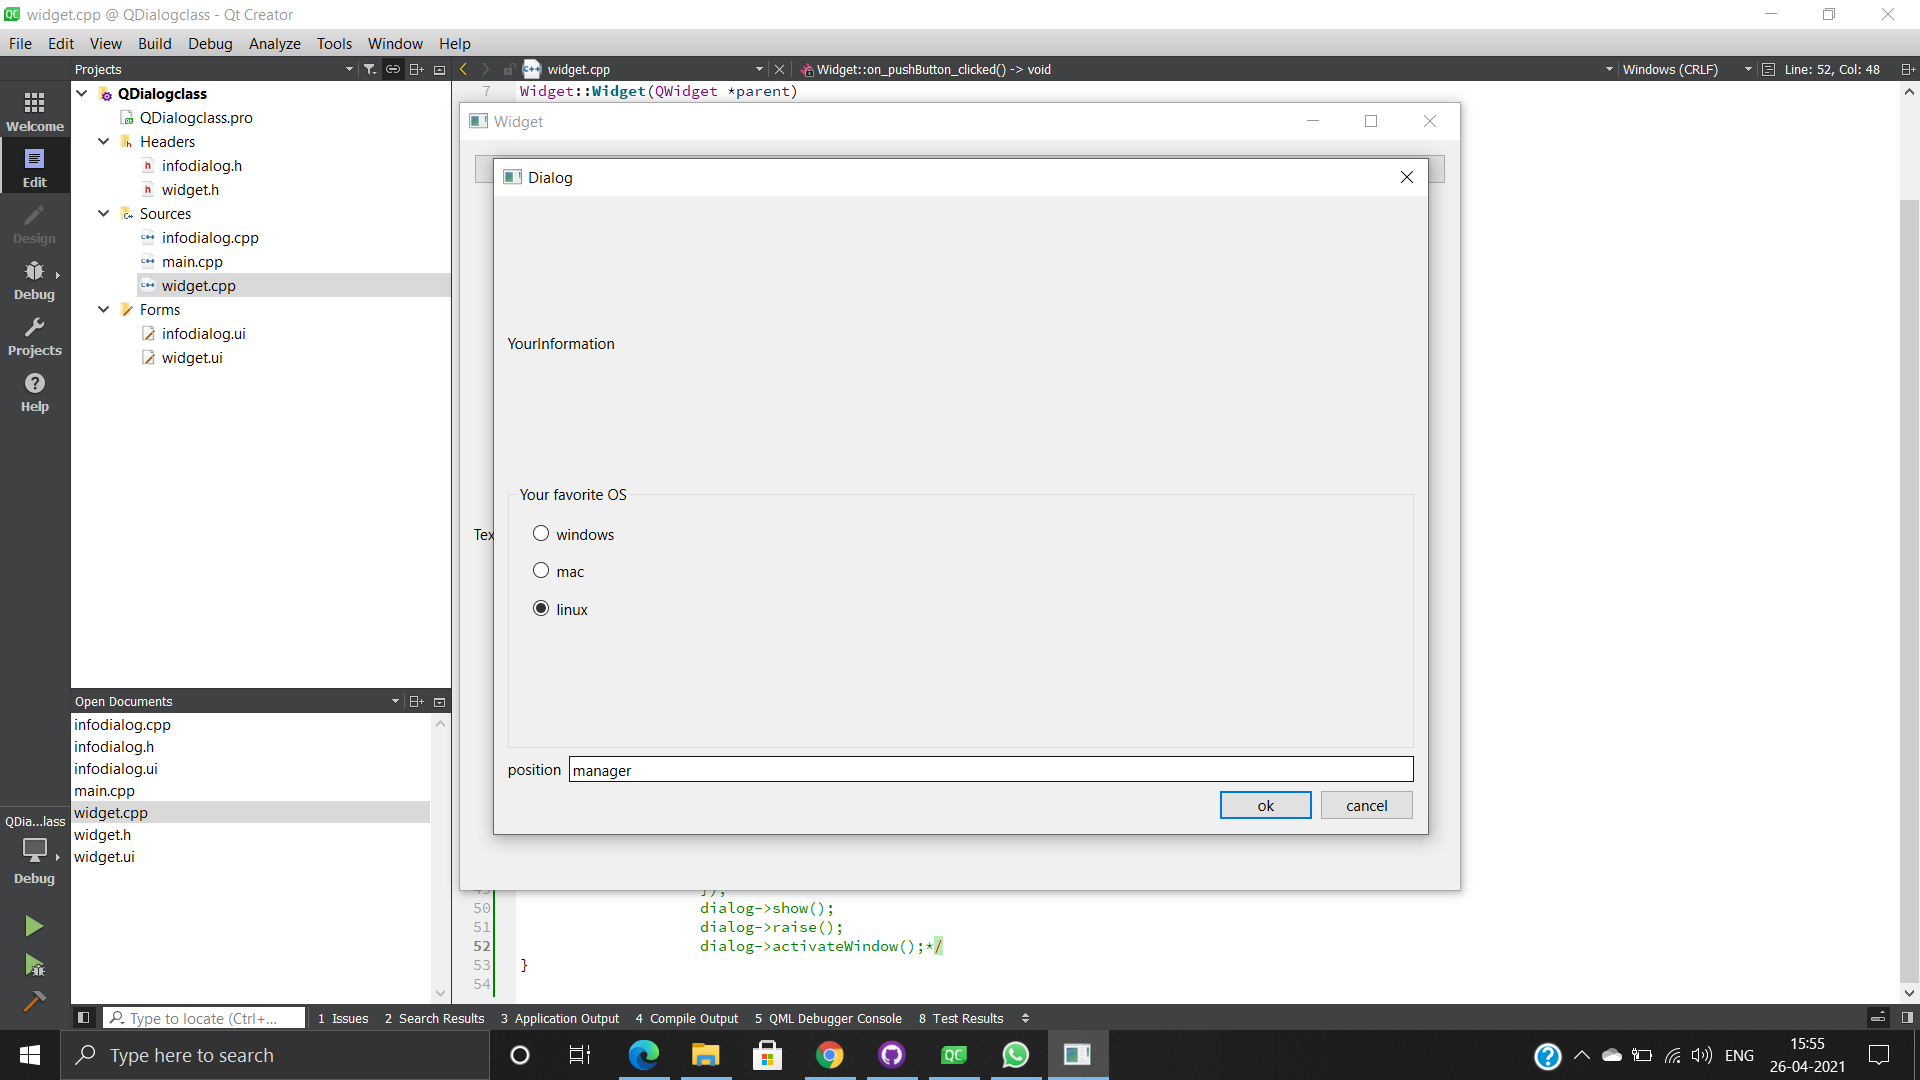 widget.cpp @ QDialogclass - Qt Creator
File Edit View Build Debug Analyze Tools Window Help
Projects
widget.cpp
Widget::on_pushButton_clicked() -> void
Windows (CRLF)
Line: 52, Col: 48
Welcome
Edit
Design
Debug
Projects
Help
QDialogclass
QDialogclass.pro
Headers
infodialog.h
widget.h
Sources
infodialog.cpp
main.cpp
widget.cpp
Forms
infodialog.ui
widget.ui
Open Documents
infodialog.cpp
infodialog.h
infodialog.ui
main.cpp
widget.cpp
widget.h
widget.ui
QDia...lass
Debug
7 Widget::Widget(QWidget *parent)
Widget
Tex
Dialog
YourInformation
Your favorite OS
windows
mac
linux
position manager
ok cancel
50 dialog->show();
51 dialog->raise();
52 dialog->activateWindow();*/
53 }
54
Type to locate (Ctrl+...
1 Issues 2 Search Results 3 Application Output 4 Compile Output 5 QML Debugger Console 8 Test Results
Type here to search
ENG
15:55
26-04-2021